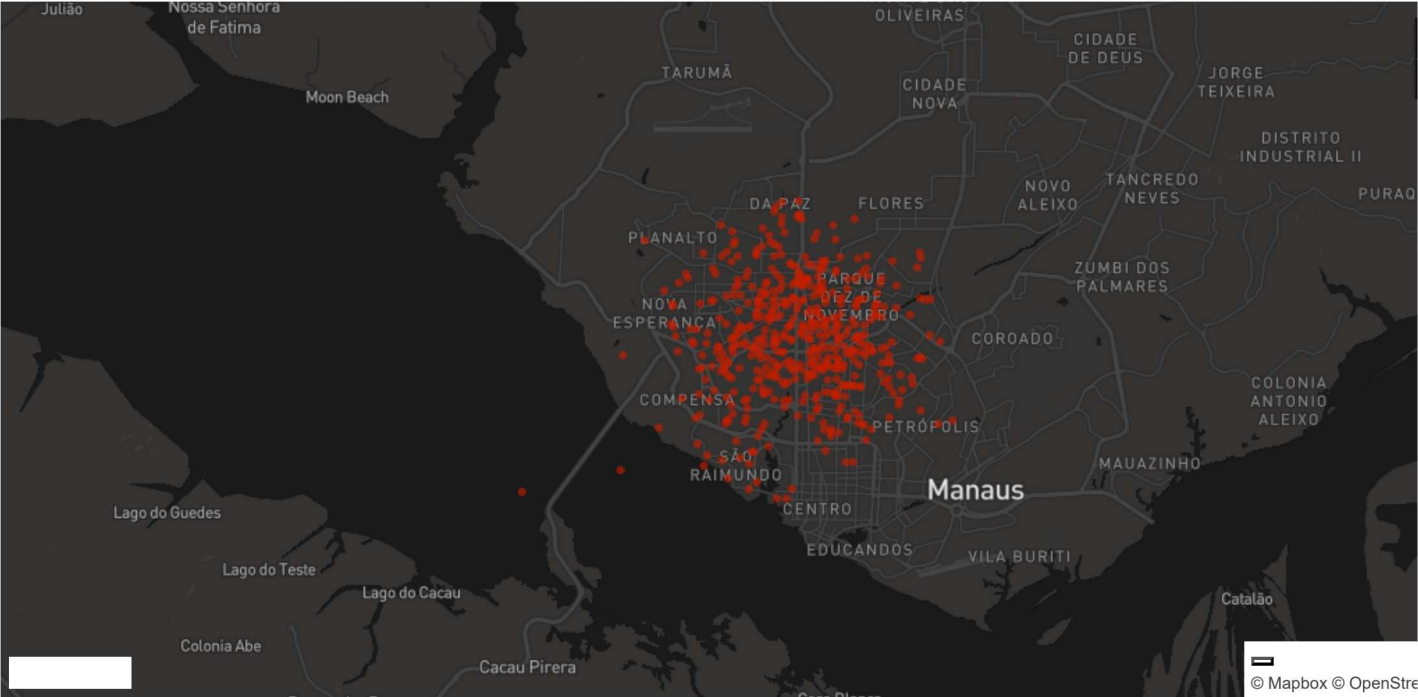 Julião
Nossa Senhora
de Fatima
OLIVEIRAS
CIDADE
DE DEUS
TARUMÃ
JORGE
TEIXEIRA
Moon Beach
CIDADE
NOVA
DISTRITO
INDUSTRIAL II
NOVO
ALEIXO
TANCREDO
NEVES
PURAQ
DA PAZ
FLORES
PLANALTO
ZUMBI DOS
PALMARES
PARQUE
DEZ DE
NOVEMBRO
NOVA
ESPERANÇA
COROADO
COLONIA
ANTONIO
ALEIXO
COMPENSA
PETRÓPOLIS
SÃO
RAIMUNDO
MAUAZINHO
Manaus
Lago do Guedes
CENTRO
EDUCANDOS
VILA BURITI
Lago do Teste
Lago do Cacau
Catalão
Colonia Abe
Cacau Pirera
© Mapbox © OpenStre